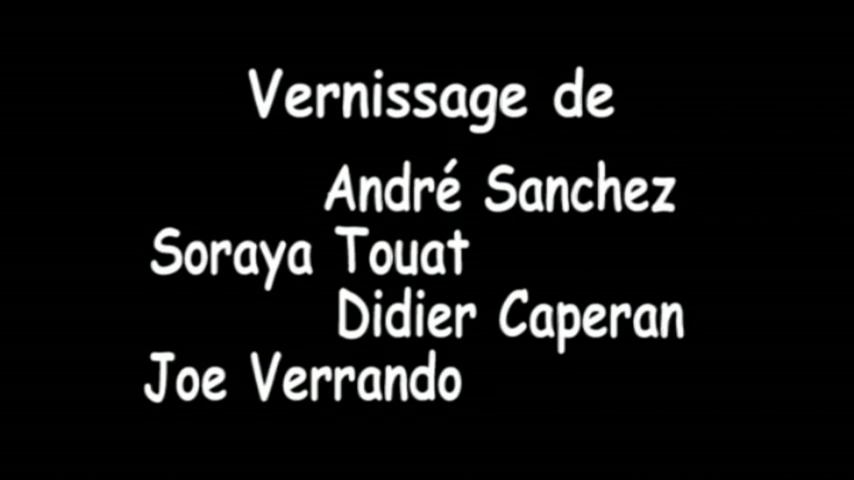 Vernissage de
André Sanchez
Soraya Touat
Didier Caperan
Joe Verrando